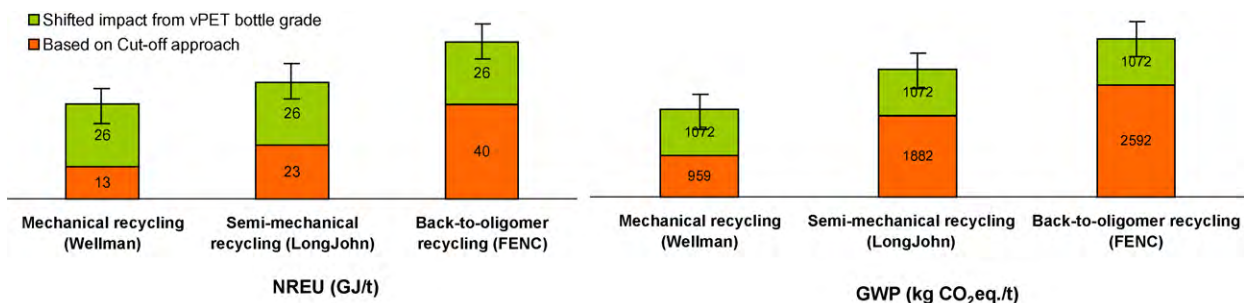 Shifted impact from vPET bottle grade
Based on Cut-off approach
26
13
26
23
26
40
Mechanical recycling
(Wellman)
Semi-mechanical
recycling (LongJohn)
Back-to-oligomer
recycling (FENC)
NREU (GJ/t)
1072
959
1072
1882
1072
2592
Mechanical recycling
(Wellman)
Semi-mechanical recycling
(LongJohn)
Back-to-oligomer recycling
(FENC)
GWP (kg CO₂eq./t)